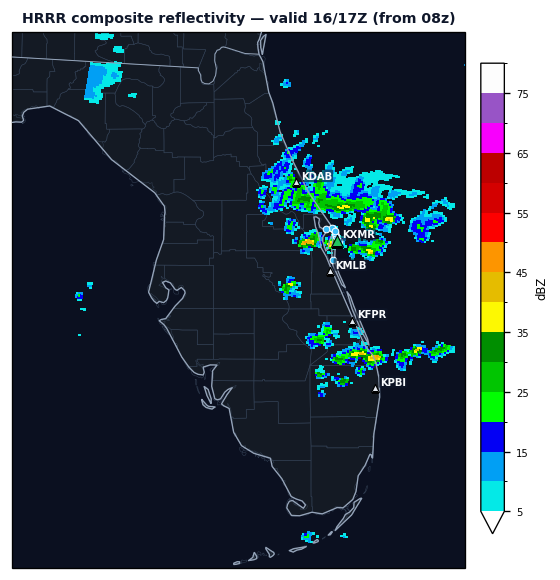 HRRR composite reflectivity — valid 16/17Z (from 08z)
KDAB
KXMR
KMLB
KFPR
KPBI
75
65
55
45
35
25
15
5
dBZ